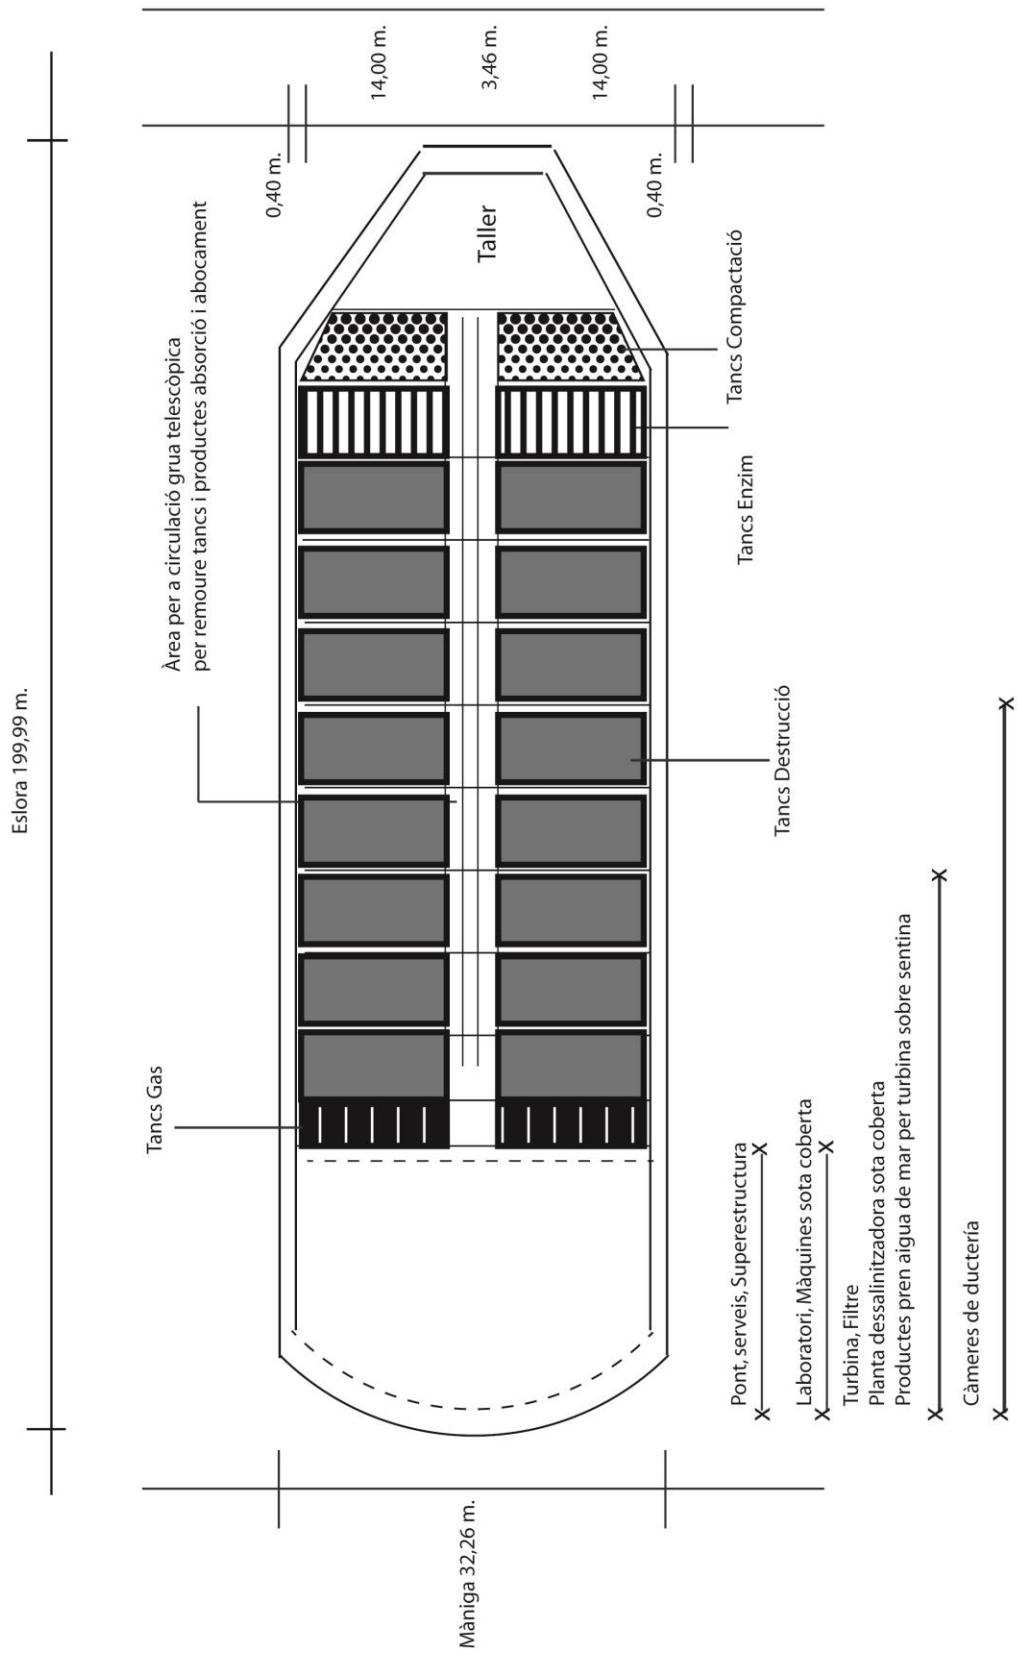 Eslora 199,99 m.
Àrea per a circulació grua telescòpica
per remoure tancs i productes absorció i abocament
Tancs Gas
0,40 m.
14,00 m.
3,46 m.
14,00 m.
0,40 m.
Taller
Màniga 32,26 m.
Tancs Compactació
Tancs Enzim
Tancs Destrucció
Pont, serveis, Superestructura
Laboratori, Màquines sota coberta
Turbina, Filtre
Planta dessalinitzadora sota coberta
Productes pren aigua de mar per turbina sobre sentina
Càmeres de ductería